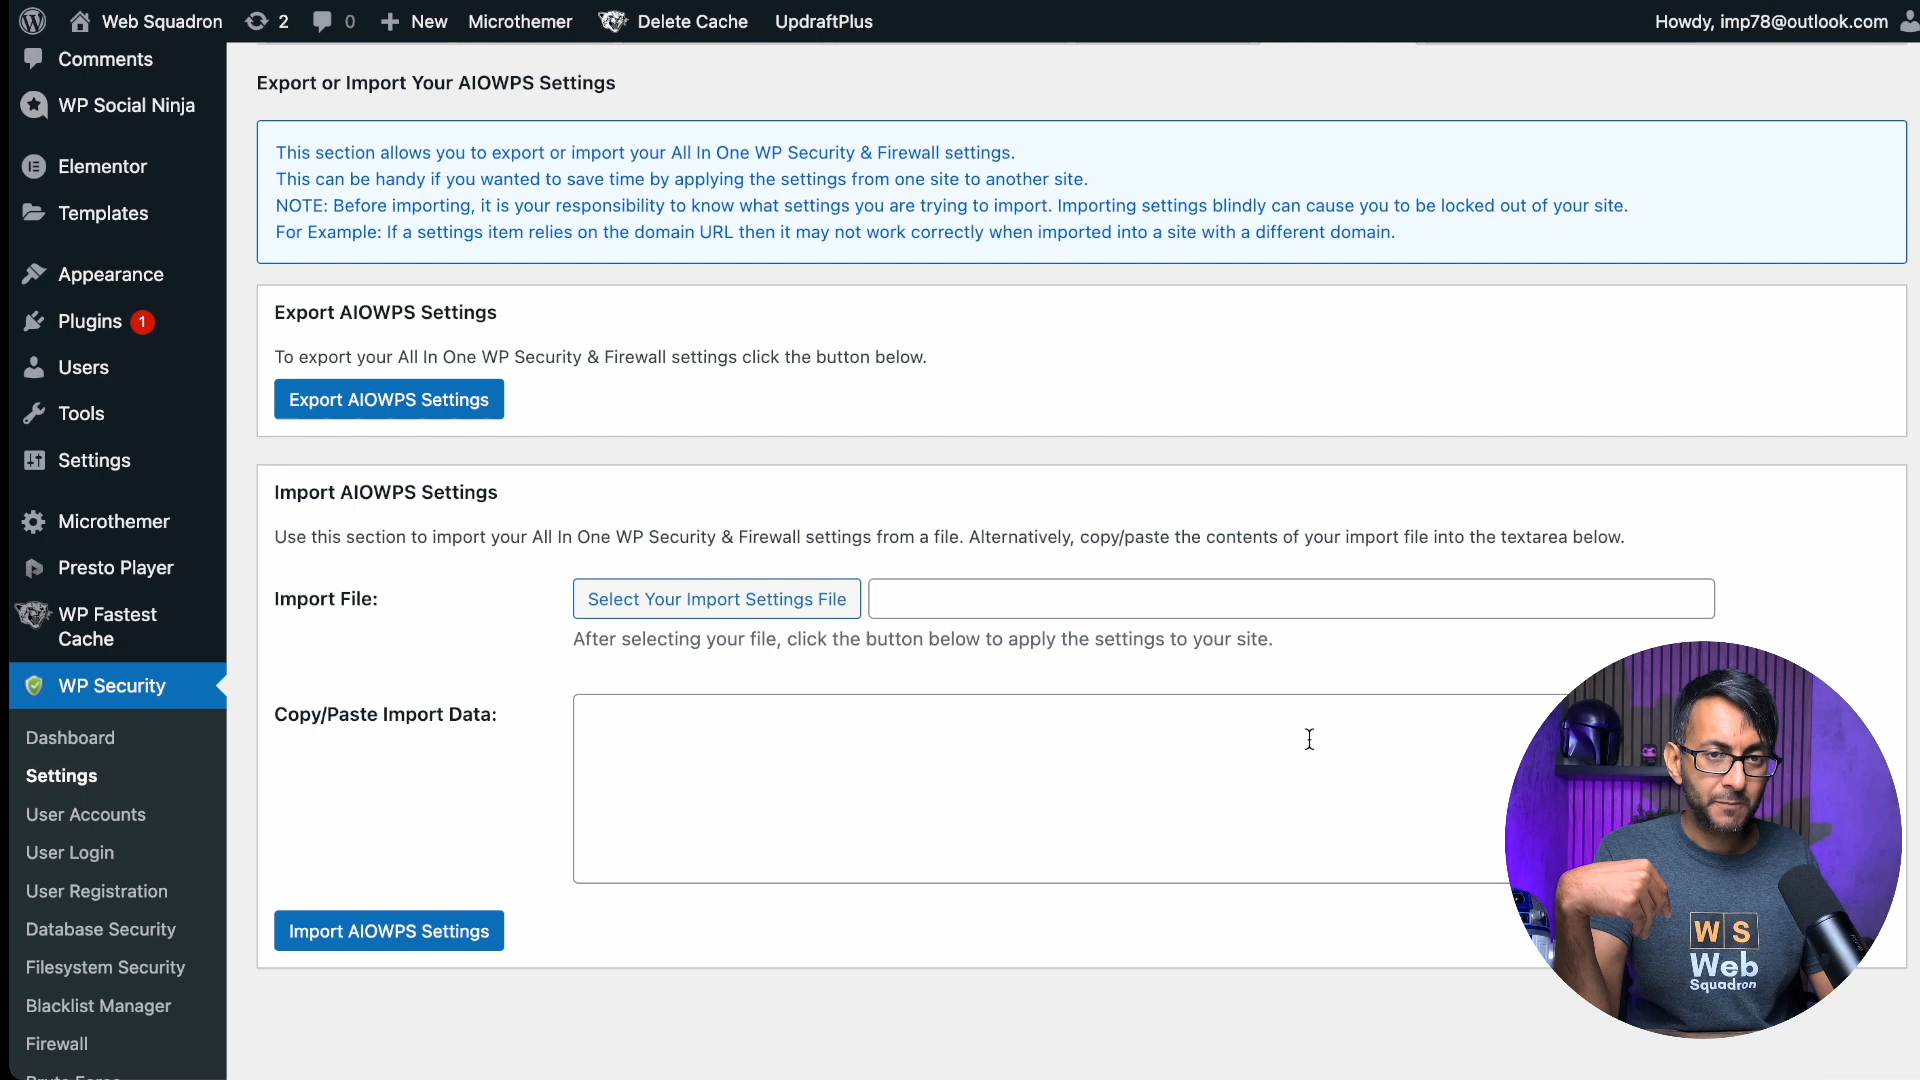 Web Squadron 2 0 New Microthemer Delete Cache UpdraftPlus Howdy, imp78@outlook.com
Comments
WP Social Ninja
Elementor
Templates
Appearance
Plugins 1
Users
Tools
Settings
Microthemer
Presto Player
WP Fastest
Cache
WP Security
Dashboard
Settings
User Accounts
User Login
User Registration
Database Security
Filesystem Security
Blacklist Manager
Firewall
Export or Import Your AIOWPS Settings
This section allows you to export or import your All In One WP Security & Firewall settings.
This can be handy if you wanted to save time by applying the settings from one site to another site.
NOTE: Before importing, it is your responsibility to know what settings you are trying to import. Importing settings blindly can cause you to be locked out of your site.
For Example: If a settings item relies on the domain URL then it may not work correctly when imported into a site with a different domain.
Export AIOWPS Settings
To export your All In One WP Security & Firewall settings click the button below.
Export AIOWPS Settings
Import AIOWPS Settings
Use this section to import your All In One WP Security & Firewall settings from a file. Alternatively, copy/paste the contents of your import file into the textarea below.
Import File: Select Your Import Settings File
After selecting your file, click the button below to apply the settings to your site.
Copy/Paste Import Data:
Import AIOWPS Settings
W S
Web
Squadron